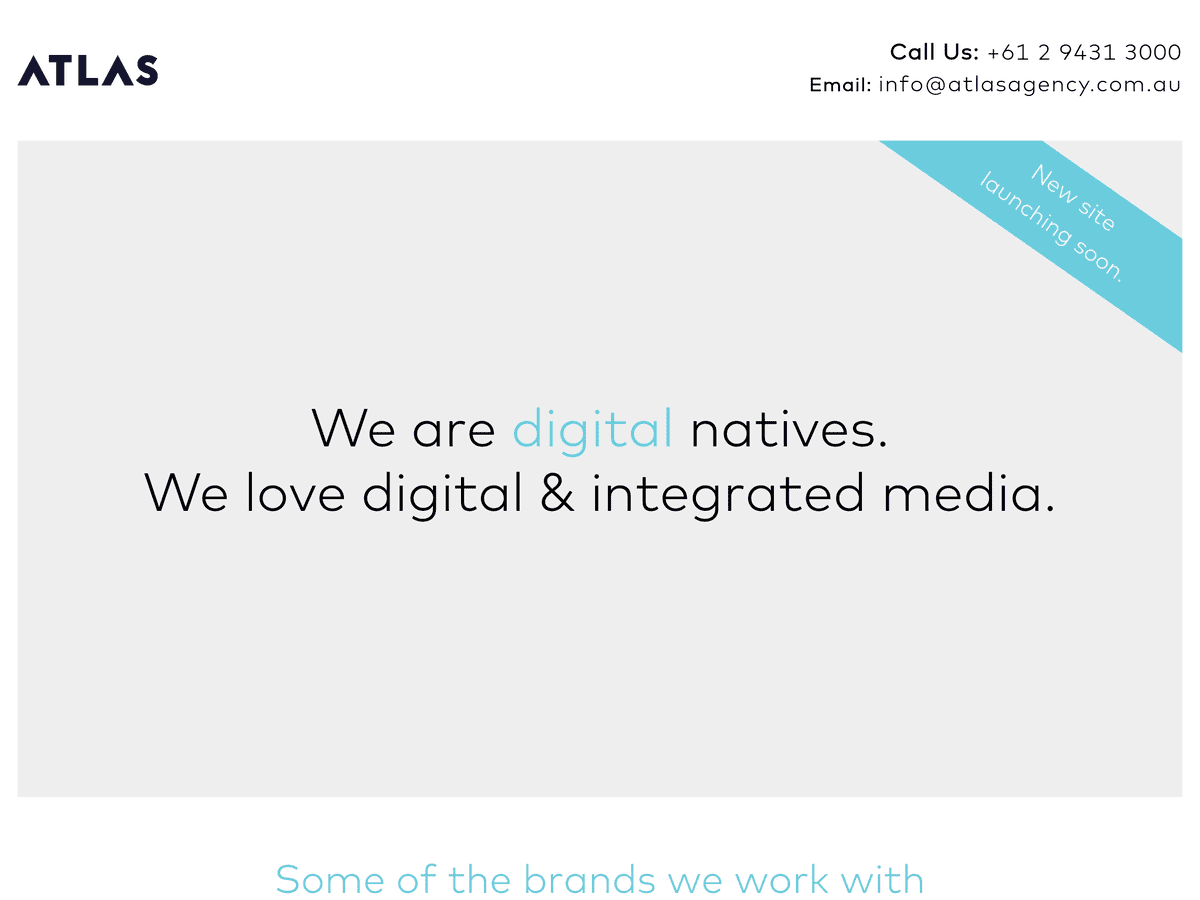 ATLAS
Call Us: +61 2 9431 3000
Email: info@atlasagency.com.au
New site
launching soon.
We are digital natives.
We love digital & integrated media.
Some of the brands we work with